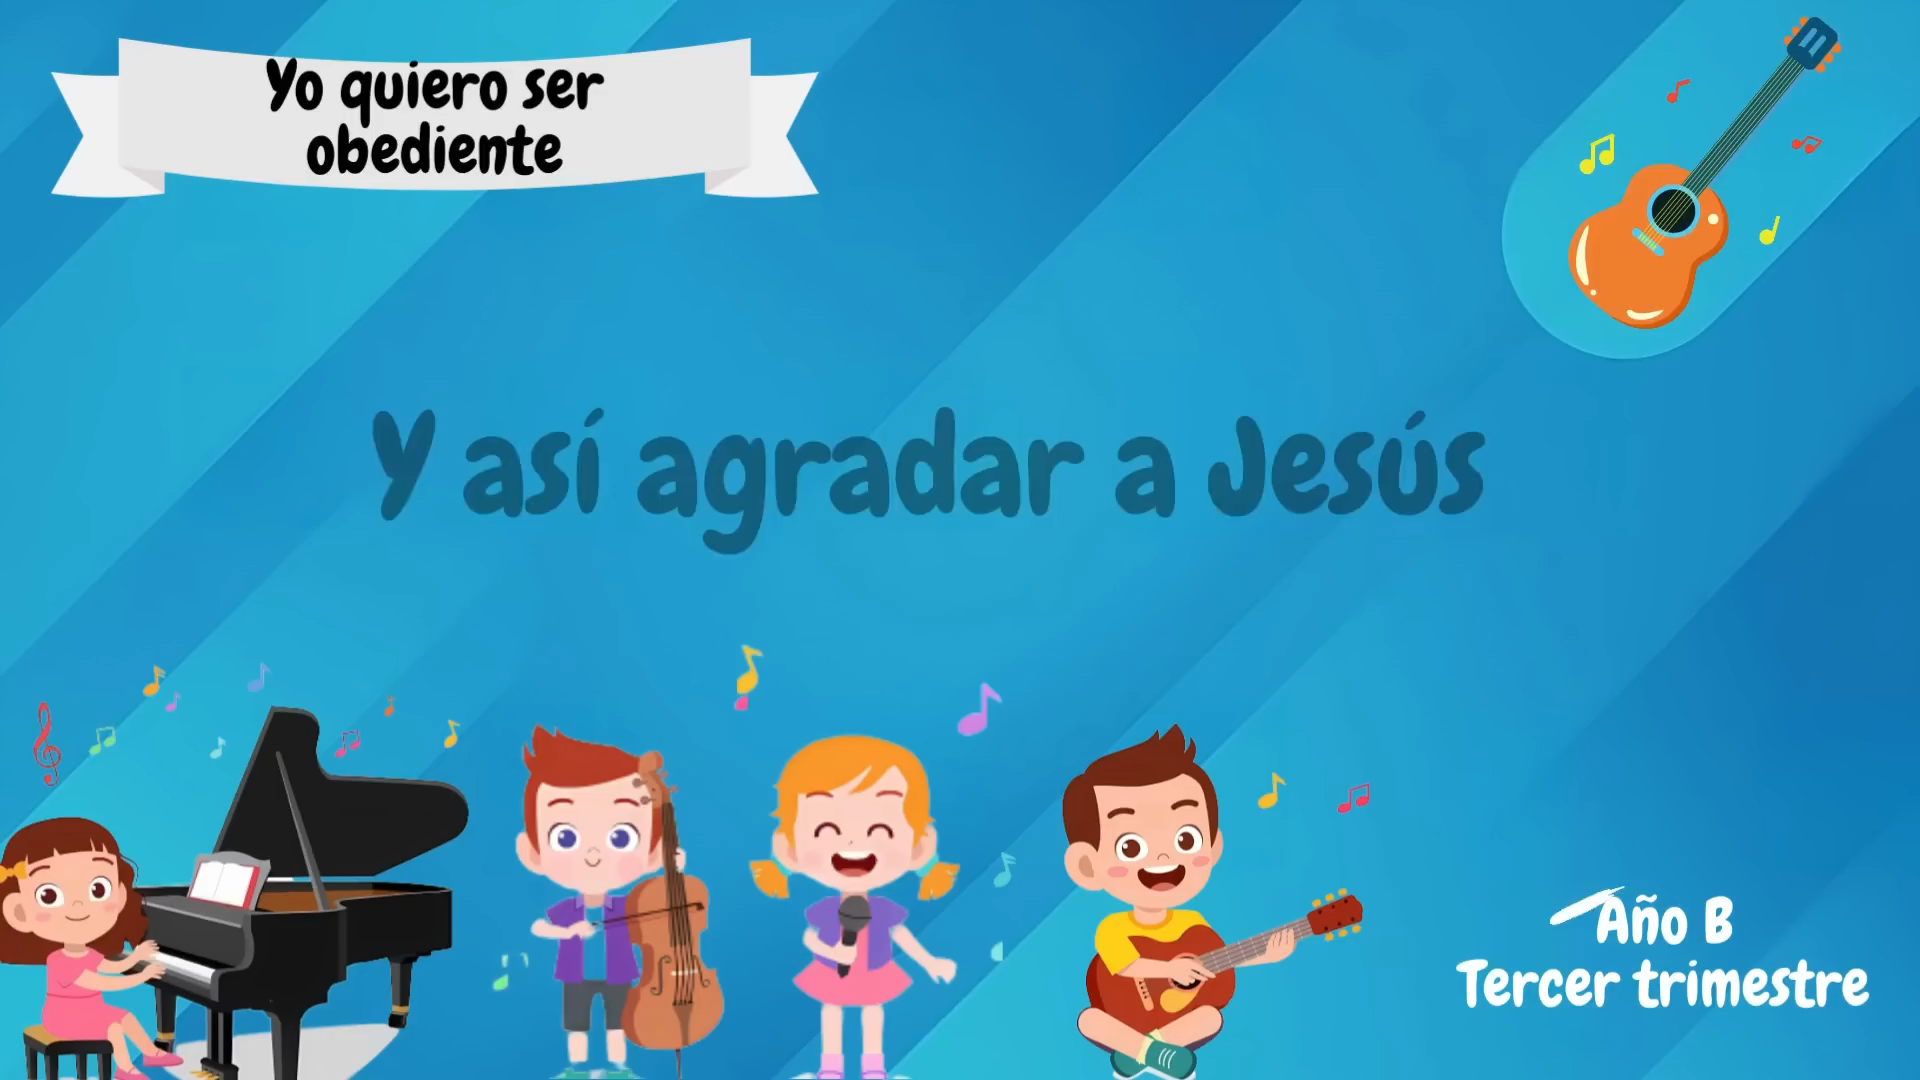 Yo quiero ser
obediente
Y así agradar a Jesús
Año B
Tercer trimestre